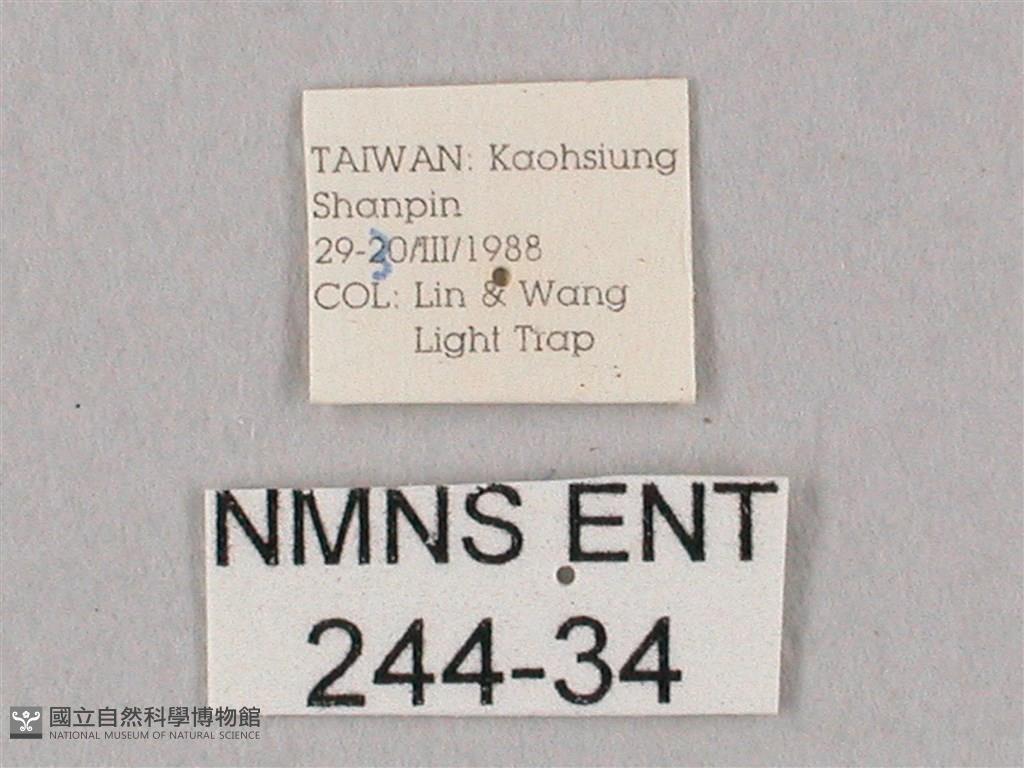 TAIWAN: Kaohsiung
Shanpin
29-30/III/1988
COL: Lin & Wang
Light Trap
NMNS ENT
244-34
國立自然科學博物館
NATIONAL MUSEUM OF NATURAL SCIENCE